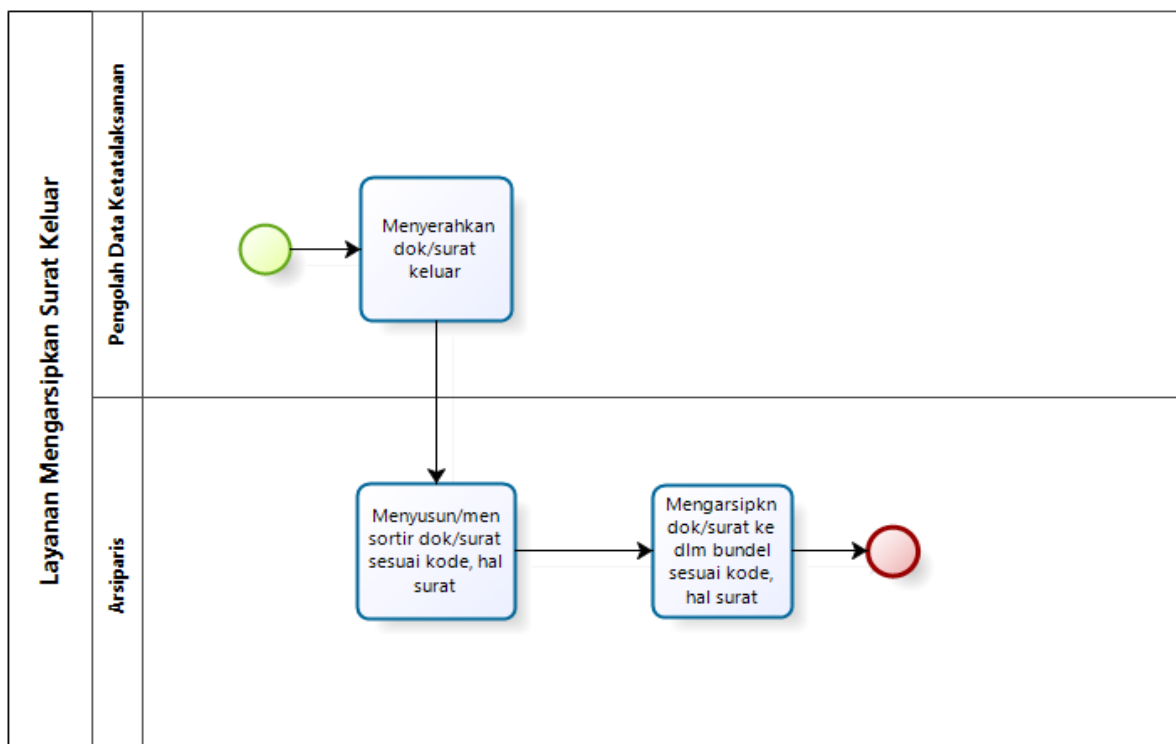 Layanan Mengarsipkan Surat Keluar
Pengolah Data Ketatalaksanaan
Menyerahkan
dok/surat
keluar
Arsiparis
Menyusun/men
sortir dok/surat
sesuai kode, hal
surat
Mengarsipkn
dok/surat ke
dlm bundel
sesuai kode,
hal surat